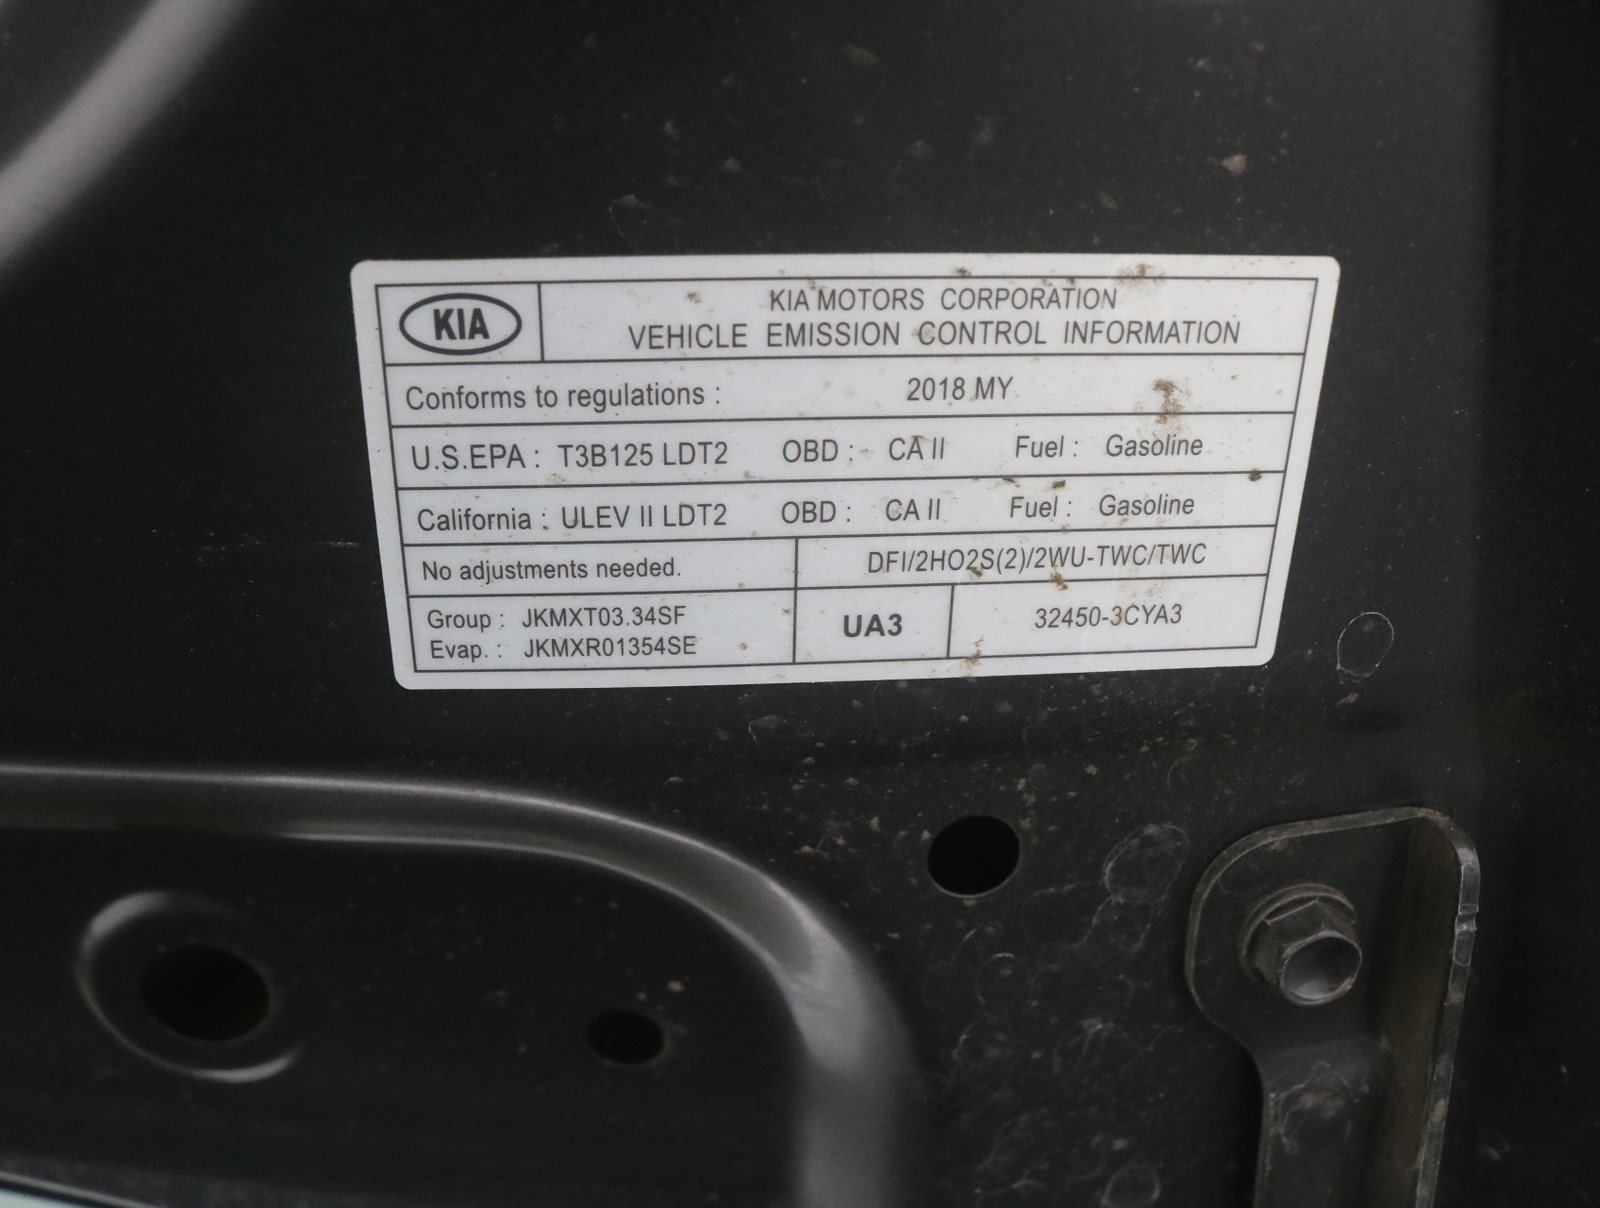 KIA
KIA MOTORS CORPORATION
VEHICLE EMISSION CONTROL INFORMATION
Conforms to regulations : 2018 MY
U.S.EPA : T3B125 LDT2 OBD : CA II Fuel : Gasoline
California : ULEV II LDT2 OBD : CA II Fuel : Gasoline
No adjustments needed. DFI/2HO2S(2)/2WU-TWC/TWC
Group : JKMXT03.34SF
Evap. : JKMXR01354SE
UA3
32450-3CYA3